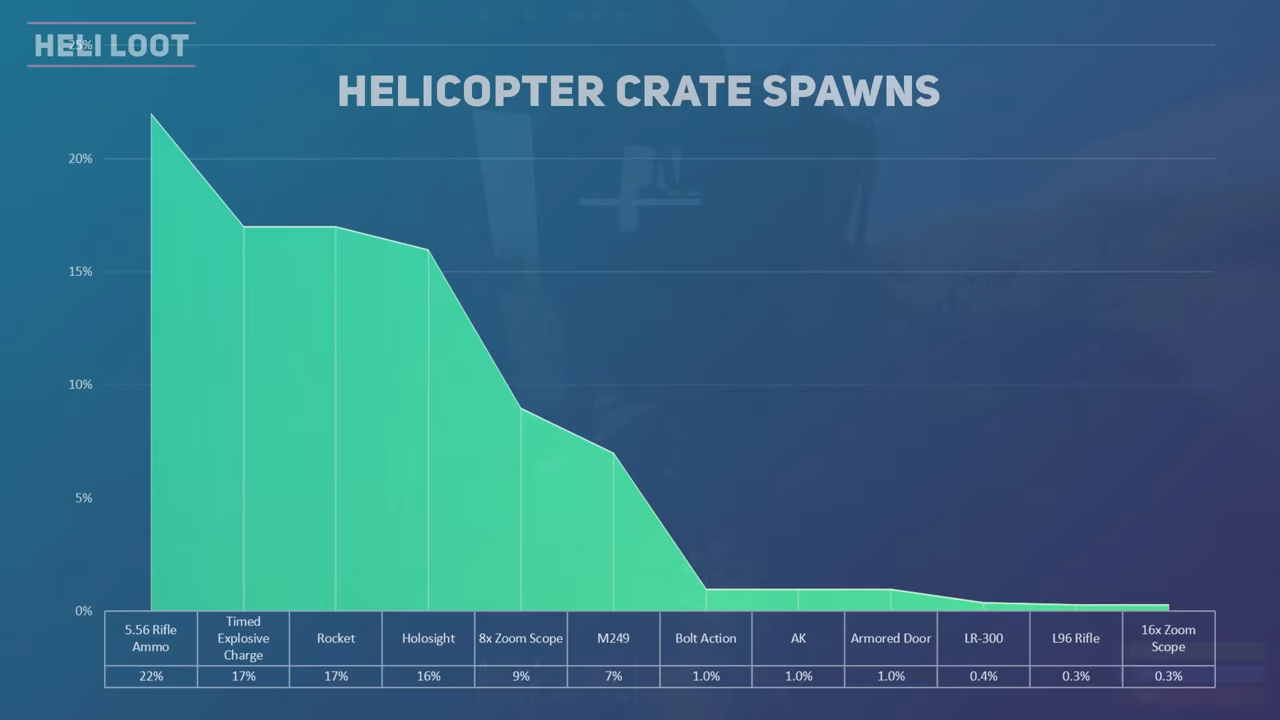 HELI LOOT
25%
HELICOPTER CRATE SPAWNS
20%
15%
10%
5%
0%
5.56 Rifle
Ammo
Timed
Explosive
Charge
Rocket
Holosight
8x Zoom Scope
M249
Bolt Action
AK
Armored Door
LR-300
L96 Rifle
16x Zoom
Scope
22%
17%
17%
16%
9%
7%
1.0%
1.0%
1.0%
0.4%
0.3%
0.3%